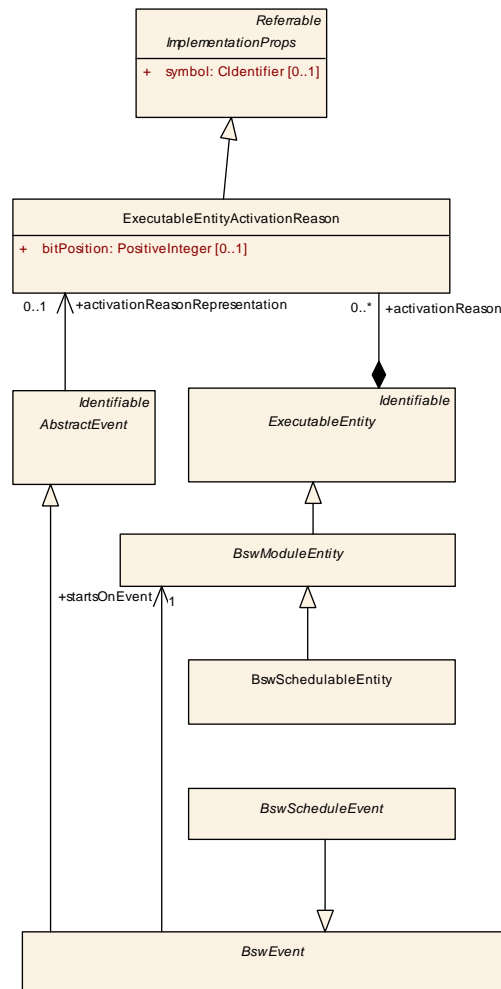 Referrable
ImplementationProps
+ symbol: CIdentifier [0..1]
ExecutableEntityActivationReason
+ bitPosition: PositiveInteger [0..1]
0..1
+activationReasonRepresentation
0..*
+activationReason
Identifiable
AbstractEvent
Identifiable
ExecutableEntity
BswModuleEntity
+startsOnEvent
1
BswSchedulableEntity
BswScheduleEvent
BswEvent